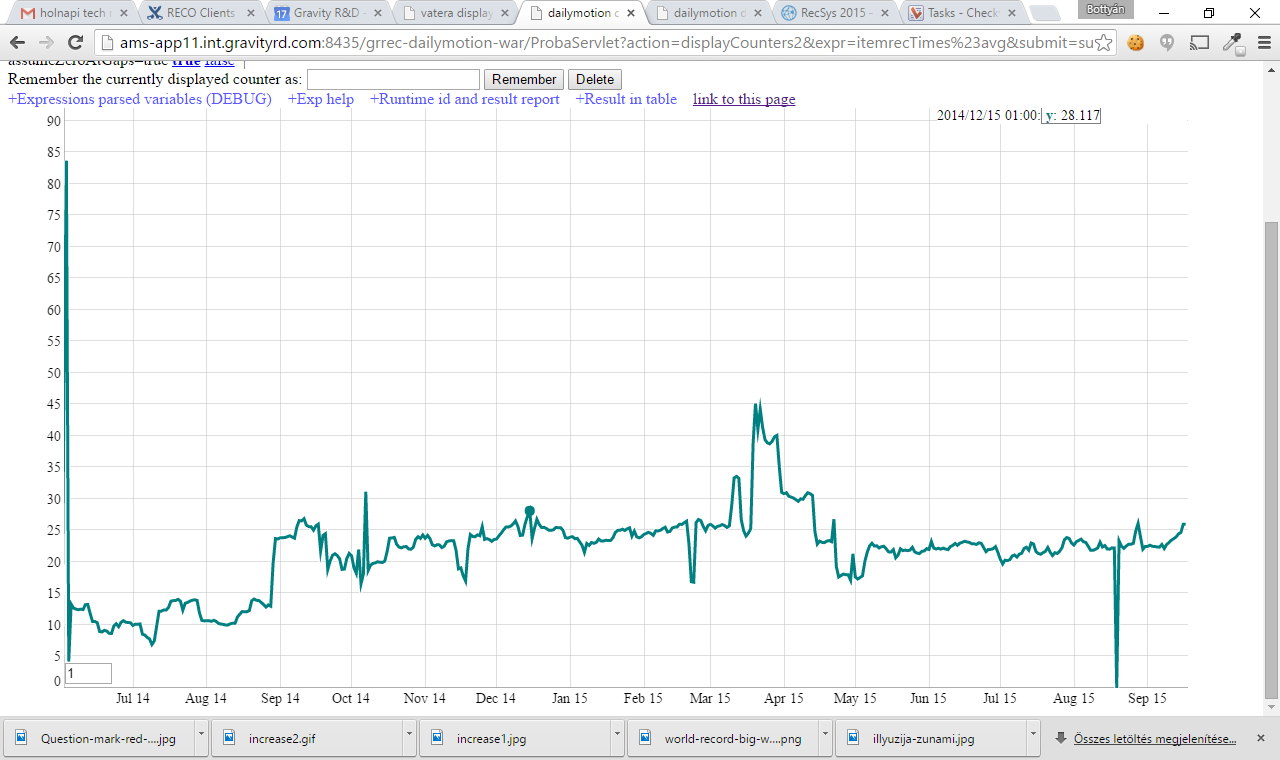 holnapi tech m
RECO Clients
17 Gravity R&D -
vatera display
dailymotion c
dailymotion d
RecSys 2015 -
Tasks - Check
Bottyán
ams-app11.int.gravityrd.com:8435/grrec-dailymotion-war/ProbeServlet?action=displayCounters2&expr=itemrecTimes%23avg&submit=su
assumeZeroAtGaps=true true false |
Remember the currently displayed counter as: Remember Delete
+Expressions parsed variables (DEBUG) +Exp help +Runtime id and result report +Result in table link to this page
2014/12/15 01:00: y: 28.117
90
85
80
75
70
65
60
55
50
45
40
35
30
25
20
15
10
5
0
1
Jul 14 Aug 14 Sep 14 Oct 14 Nov 14 Dec 14 Jan 15 Feb 15 Mar 15 Apr 15 May 15 Jun 15 Jul 15 Aug 15 Sep 15
Question-mark-red-....jpg
increase2.gif
increase1.jpg
world-record-big-w....png
illyuzija-zunami.jpg
Összes letöltés megjelenítése...